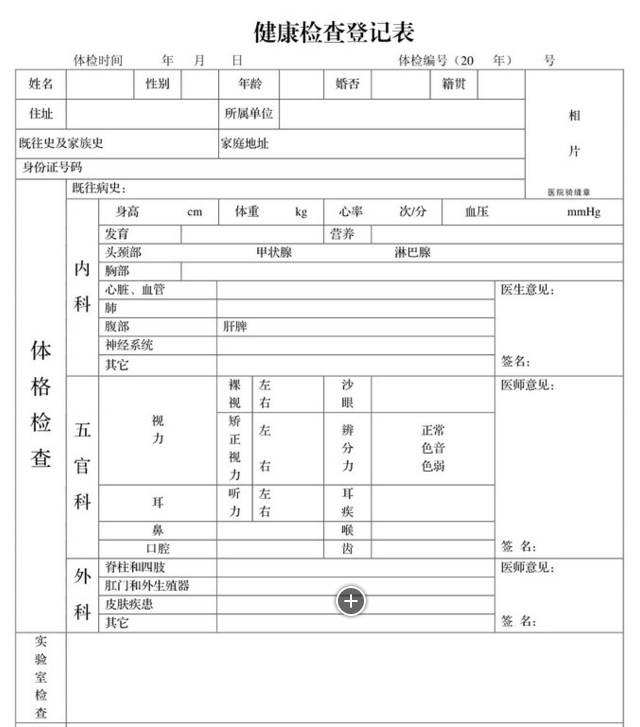 健康检查登记表
体检时间 年 月 日 体检编号（20 年） 号
姓名 性别 年龄 婚否 籍贯
相片
住址 所属单位
既往史及家族史 家庭地址
身份证号码
医院骑缝章
体格检查
既往病史：
内科
身高 cm 体重 kg 心率 次/分 血压 mmHg
发育 营养
头颈部 甲状腺 淋巴腺
胸部
心脏、血管 医生意见：
肺
腹部 肝脾
神经系统
其它 签名：
五官科
视力 裸视 左 右 沙眼 医师意见：
矫正视力 左 右 辨分力 正常 色音 色弱
耳 听力 左 右 耳疾
鼻 喉
口腔 齿 签 名：
外科
脊柱和四肢 医师意见：
肛门和外生殖器
皮肤疾患
其它 签 名：
实验室检查